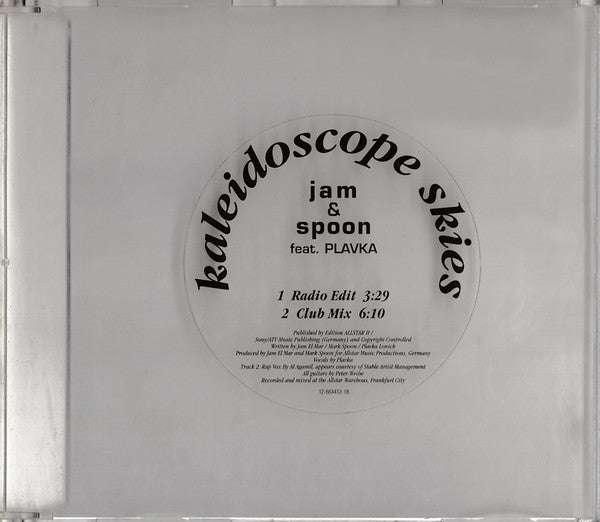 kaleidoscope skies
jam
&
spoon
feat. PLAVKA
1 Radio Edit 3:29
2 Club Mix 6:10
Published by Edition ALLSTAR II /
Sony/ATV Music Publishing (Germany) and Copyright Controlled
Written by Jam El Mar / Mark Spoon / Plavka Lonich
Produced by Jam El Mar and Mark Spoon for Allstar Music Productions, Germany
Vocals by Plavka
Track 2: Rap Vox By Al Agamil, appears courtesy of Stable Artist Management
All guitars by Peter Weihe
Recorded and mixed at the Allstar Warehous, Frankfurt City
12-664412-18